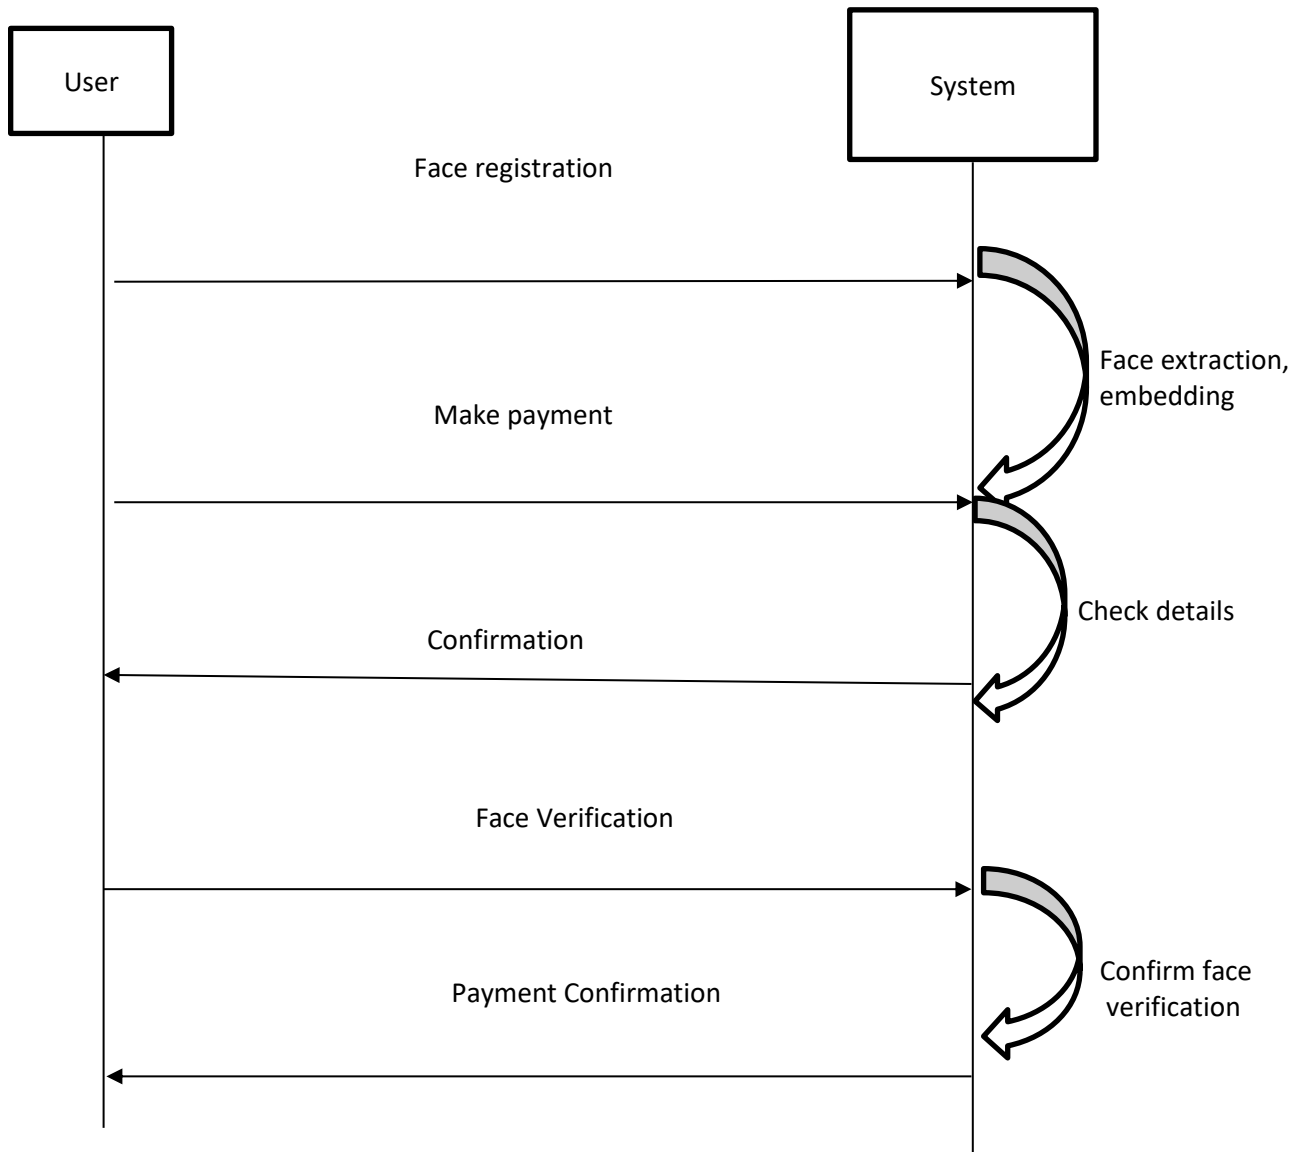 User
System
Face registration
Face extraction,
embedding
Make payment
Check details
Confirmation
Face Verification
Confirm face
verification
Payment Confirmation